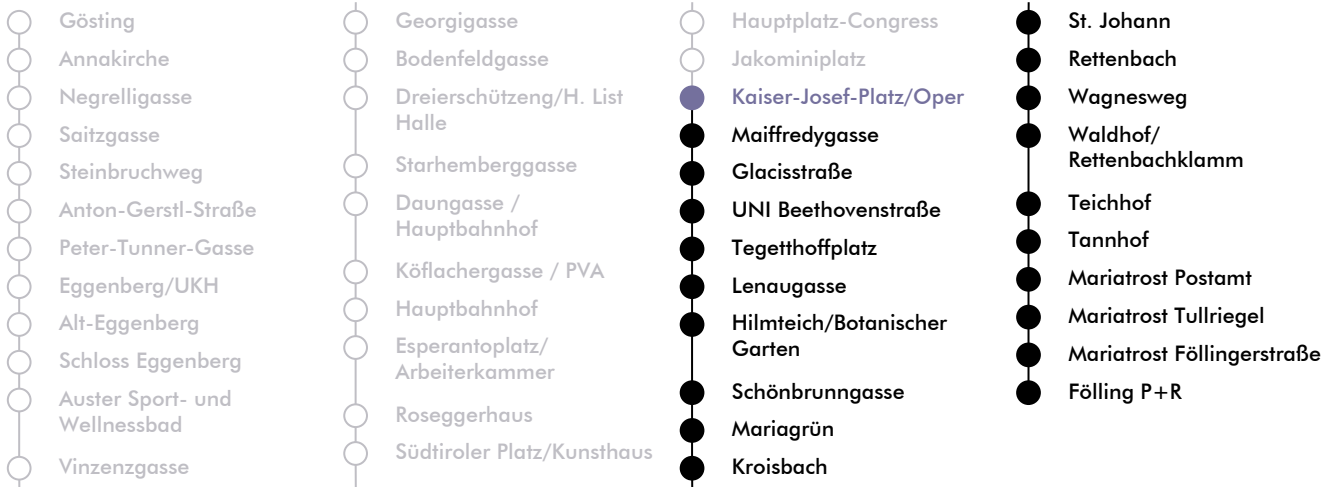 Gösting
Annakirche
Negrelligasse
Saitzgasse
Steinbruchweg
Anton-Gerstl-Straße
Peter-Tunner-Gasse
Eggenberg/UKH
Alt-Eggenberg
Schloss Eggenberg
Auster Sport- und
Wellnessbad
Vinzenzgasse
Georgigasse
Bodenfeldgasse
Dreierschützeng/H. List
Halle
Starhemberggasse
Daungasse /
Hauptbahnhof
Köflachergasse / PVA
Hauptbahnhof
Esperantoplatz/
Arbeiterkammer
Roseggerhaus
Südtiroler Platz/Kunsthaus
Hauptplatz-Congress
Jakominiplatz
Kaiser-Josef-Platz/Oper
Maiffredygasse
Glacisstraße
UNI Beethovenstraße
Tegetthoffplatz
Lenaugasse
Hilmteich/Botanischer
Garten
Schönbrunngasse
Mariagrün
Kroisbach
St. Johann
Rettenbach
Wagnesweg
Waldhof/
Rettenbachklamm
Teichhof
Tannhof
Mariatrost Postamt
Mariatrost Tullriegel
Mariatrost Föllingerstraße
Fölling P+R